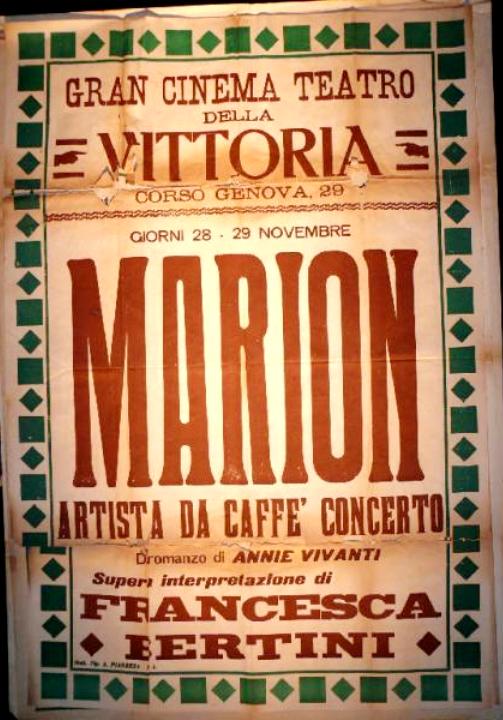 GRAN CINEMA TEATRO
DELLA
VITTORIA
CORSO GENOVA, 29
GIORNI 28 - 29 NOVEMBRE
MARION
ARTISTA DA CAFFE' CONCERTO
Dromanzo di ANNIE VIVANTI
Superi interpretazione di
FRANCESCA
BERTINI
Tip. A.